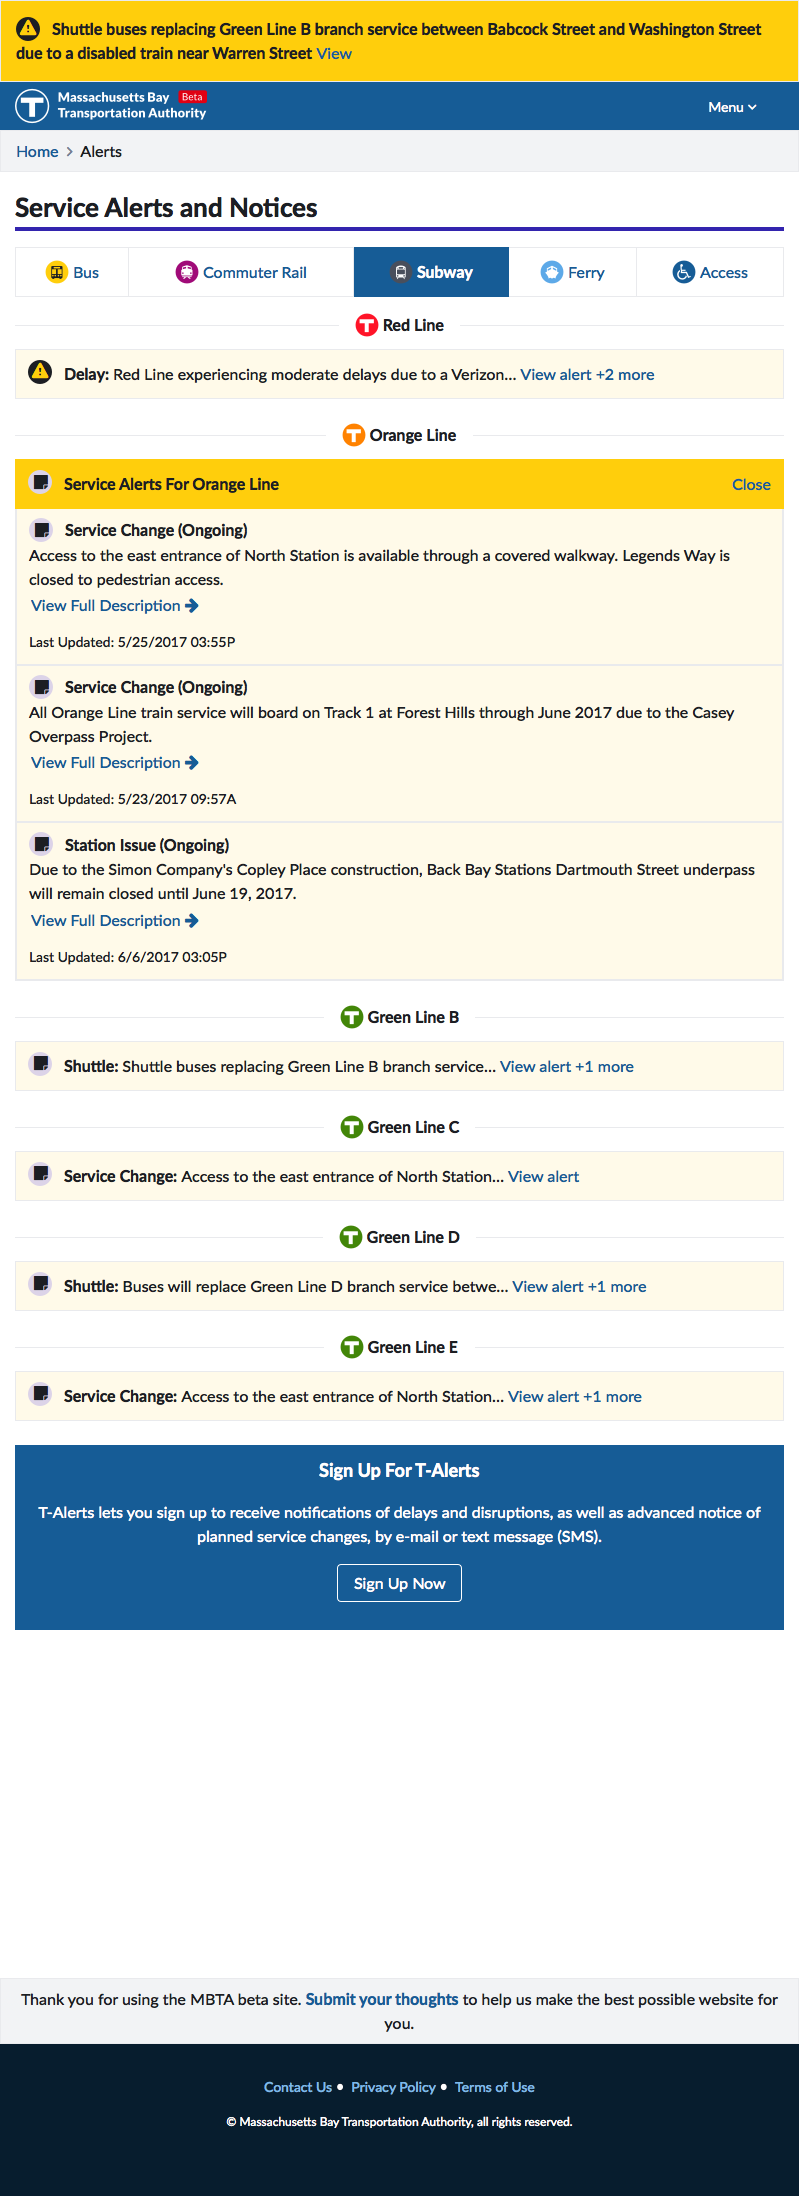 Shuttle buses replacing Green Line B branch service between Babcock Street and Washington Street
due to a disabled train near Warren Street View
Massachusetts Bay Beta
Transportation Authority
Menu
Home > Alerts
Service Alerts and Notices
Bus Commuter Rail Subway Ferry Access
T Red Line
Delay: Red Line experiencing moderate delays due to a Verizon... View alert +2 more
T Orange Line
Service Alerts For Orange Line Close
Service Change (Ongoing)
Access to the east entrance of North Station is available through a covered walkway. Legends Way is
closed to pedestrian access.
View Full Description
Last Updated: 5/25/2017 03:55P
Service Change (Ongoing)
All Orange Line train service will board on Track 1 at Forest Hills through June 2017 due to the Casey
Overpass Project.
View Full Description
Last Updated: 5/23/2017 09:57A
Station Issue (Ongoing)
Due to the Simon Company's Copley Place construction, Back Bay Stations Dartmouth Street underpass
will remain closed until June 19, 2017.
View Full Description
Last Updated: 6/6/2017 03:05P
T Green Line B
Shuttle: Shuttle buses replacing Green Line B branch service... View alert +1 more
T Green Line C
Service Change: Access to the east entrance of North Station... View alert
T Green Line D
Shuttle: Buses will replace Green Line D branch service betwe... View alert +1 more
T Green Line E
Service Change: Access to the east entrance of North Station... View alert +1 more
Sign Up For T-Alerts
T-Alerts lets you sign up to receive notifications of delays and disruptions, as well as advanced notice of
planned service changes, by e-mail or text message (SMS).
Sign Up Now
Thank you for using the MBTA beta site. Submit your thoughts to help us make the best possible website for
you.
Contact Us • Privacy Policy • Terms of Use
© Massachusetts Bay Transportation Authority, all rights reserved.